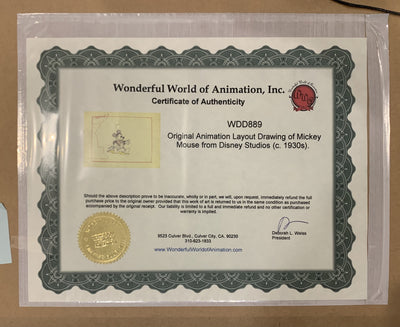 Wonderful World of Animation, Inc.
Certificate of Authenticity
WDD889
Original Animation Layout Drawing of Mickey
Mouse from Disney Studios (c. 1930s).
Should the above description prove to be inaccurate, wholly or in part, we will, upon request, immediately refund the
purchase price to the original owner provided that this work of art is returned to us in the same condition as purchased
accompanied by the original receipt. Our liability is limited to a full and immediate refund and no other certification or
warranty is implied.
9523 Culver Blvd., Culver City, CA. 90230
310-623-1833
www.WonderfulWorldofAnimation.com
Deborah L. Weiss
President